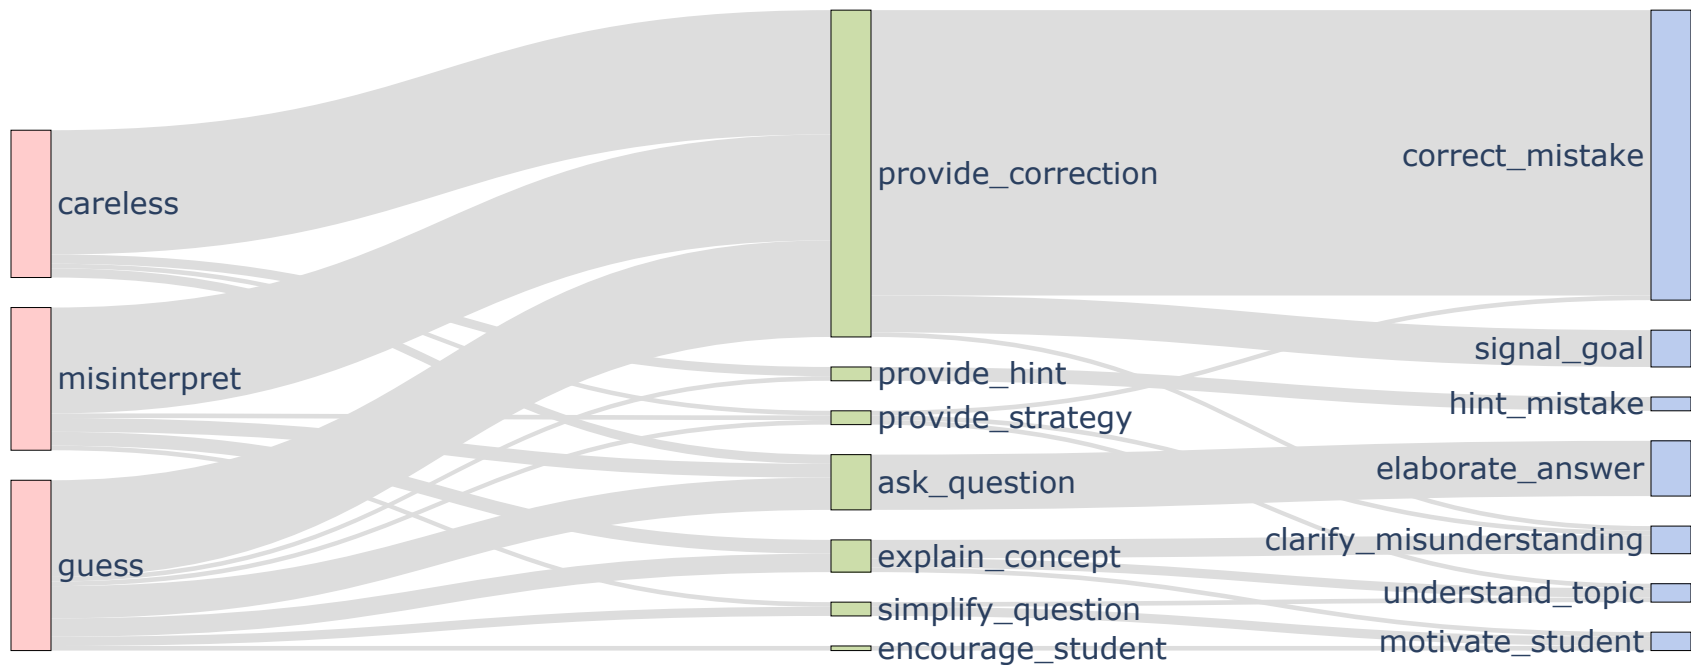 careless
misinterpret
guess
provide_correction
provide_hint
provide_strategy
ask_question
explain_concept
simplify_question
encourage_student
correct_mistake
signal_goal
hint_mistake
elaborate_answer
clarify_misunderstanding
understand_topic
motivate_student